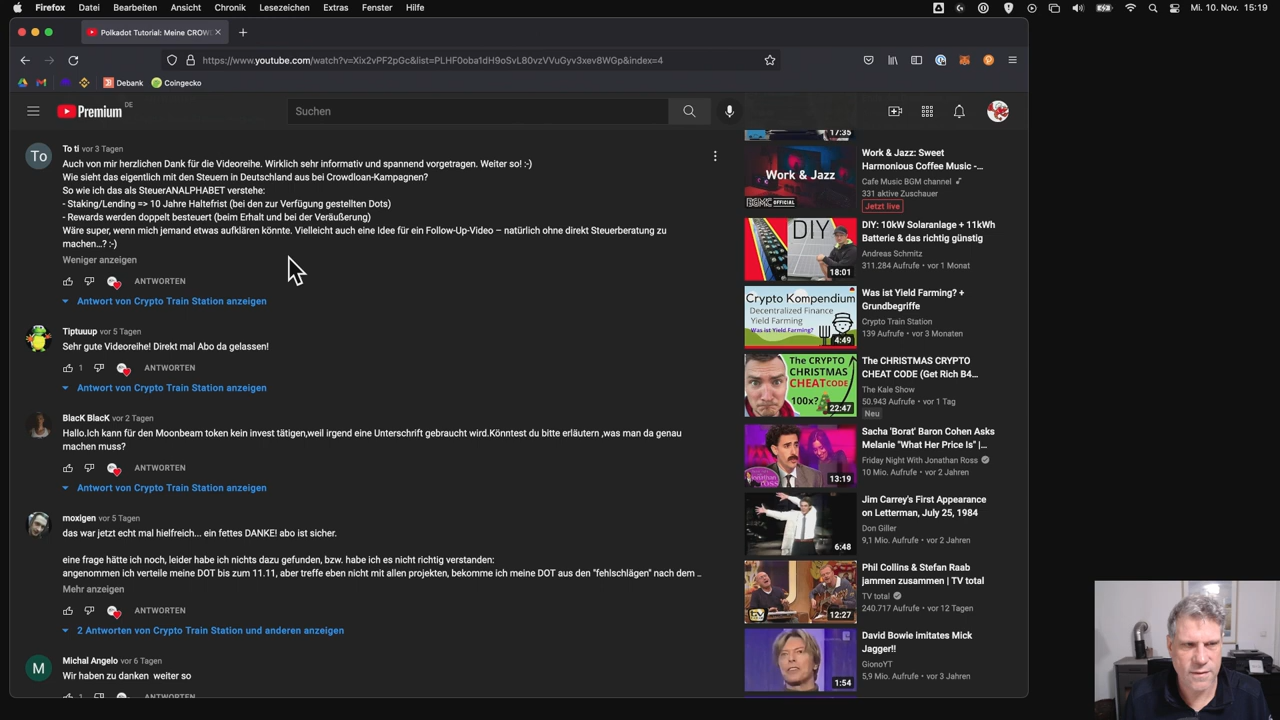 Firefox Datei Bearbeiten Ansicht Chronik Lesezeichen Extras Fenster Hilfe Mi. 10. Nov. 15:19
Polkadot Tutorial: Meine CROW
https://www.youtube.com/watch?v=Xix2vPF2pGc&list=PLHF0oba1dH9oSvL80vzVVuGyv3xev8WGp&index=4
Debank Coingecko
Premium DE
Suchen
To
To ti vor 3 Tagen
Auch von mir herzlichen Dank für die Videoreihe. Wirklich sehr informativ und spannend vorgetragen. Weiter so! :-)
Wie sieht das eigentlich mit den Steuern in Deutschland aus bei Crowdloan-Kampagnen?
So wie ich das als SteuerANALPHABET verstehe:
- Staking/Lending => 10 Jahre Haltefrist (bei den zur Verfügung gestellten Dots)
- Rewards werden doppelt besteuert (beim Erhalt und bei der Veräußerung)
Wäre super, wenn mich jemand etwas aufklären könnte. Vielleicht auch eine Idee für ein Follow-Up-Video – natürlich ohne direkt Steuerberatung zu
machen...? :-)
Weniger anzeigen
ANTWORTEN
Antwort von Crypto Train Station anzeigen
Tiptuuup vor 5 Tagen
Sehr gute Videoreihe! Direkt mal Abo da gelassen!
1 ANTWORTEN
Antwort von Crypto Train Station anzeigen
BlacK BlacK vor 2 Tagen
Hallo.Ich kann für den Moonbeam token kein invest tätigen,weil irgend eine Unterschrift gebraucht wird.Könntest du bitte erläutern ,was man da genau
machen muss?
ANTWORTEN
Antwort von Crypto Train Station anzeigen
moxigen vor 5 Tagen
das war jetzt echt mal hielfreich... ein fettes DANKE! abo ist sicher.
eine frage hätte ich noch, leider habe ich nichts dazu gefunden, bzw. habe ich es nicht richtig verstanden:
angenommen ich verteile meine DOT bis zum 11.11, aber treffe eben nicht mit allen projekten, bekomme ich meine DOT aus den "fehlschlägen" nach dem ..
Mehr anzeigen
ANTWORTEN
2 Antworten von Crypto Train Station und anderen anzeigen
M
Michal Angelo vor 6 Tagen
Wir haben zu danken weiter so
17:35
Work & Jazz
BGMC OFFICIAL
Work & Jazz: Sweet
Harmonious Coffee Music -...
Cafe Music BGM channel
331 aktive Zuschauer
Jetzt live
DIY
18:01
DIY: 10kW Solaranlage + 11kWh
Batterie & das richtig günstig
Andreas Schmitz
311.284 Aufrufe • vor 1 Monat
Crypto Kompendium
Decentralized Finance
Yield Farming
Was ist Yield Farming?
4:49
Was ist Yield Farming? +
Grundbegriffe
Crypto Train Station
139 Aufrufe • vor 3 Monaten
The CRYPTO
CHRISTMAS
CHEATCODE
100x?
22:47
The CHRISTMAS CRYPTO
CHEAT CODE (Get Rich B4...
The Kale Show
50.943 Aufrufe • vor 1 Tag
Neu
13:19
Sacha 'Borat' Baron Cohen Asks
Melanie "What Her Price Is" |...
Friday Night With Jonathan Ross
10 Mio. Aufrufe • vor 2 Jahren
6:48
Jim Carrey's First Appearance
on Letterman, July 25, 1984
Don Giller
9,1 Mio. Aufrufe • vor 2 Jahren
12:27
Phil Collins & Stefan Raab
jammen zusammen | TV total
TV total
240.717 Aufrufe • vor 12 Tagen
1:54
David Bowie imitates Mick
Jagger!!
GionoYT
5,9 Mio. Aufrufe • vor 3 Jahren